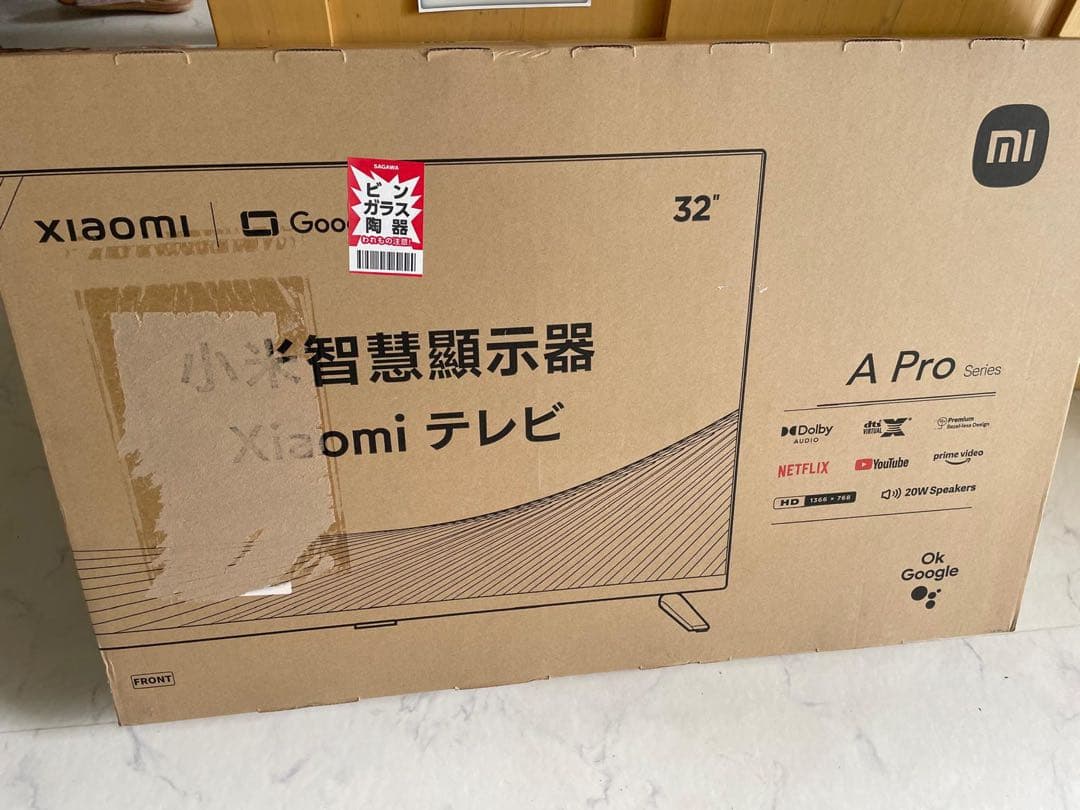 mi
xiaomi
Goo
SAGAWA
ビン
ガラス
陶器
われもの注意!
32"
小米智慧顯示器
Xiaomi テレビ
A Pro Series
Dolby
AUDIO
dts
VIRTUAL X
Premium
Bezel-less Design
NETFLIX
YouTube
prime video
HD 1366 × 768
20W Speakers
Ok
Google
FRONT